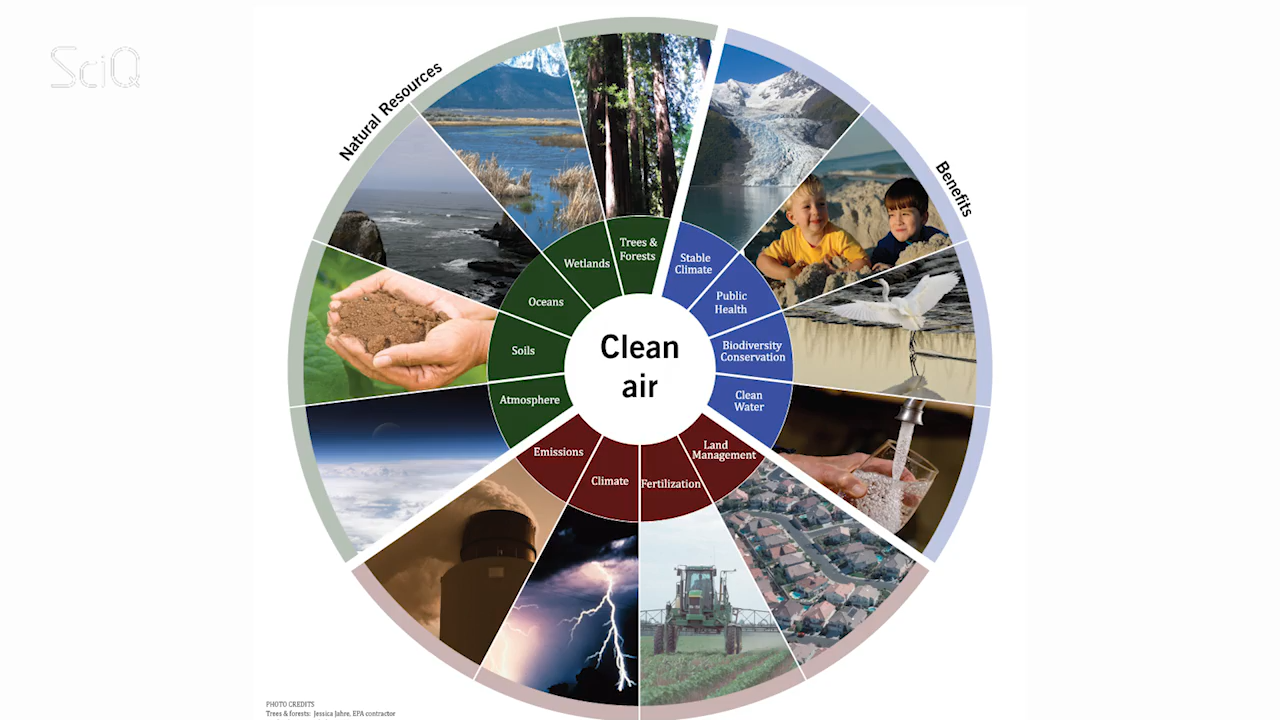 SciQ
Natural Resources
Benefits
Trees &
Forests
Wetlands
Oceans
Soils
Atmosphere
Stable
Climate
Public
Health
Biodiversity
Conservation
Clean
Water
Clean
air
Emissions
Climate
Fertilization
Land
Management
PHOTO CREDITS
Trees & forests: Jessica Jahre, EPA contractor